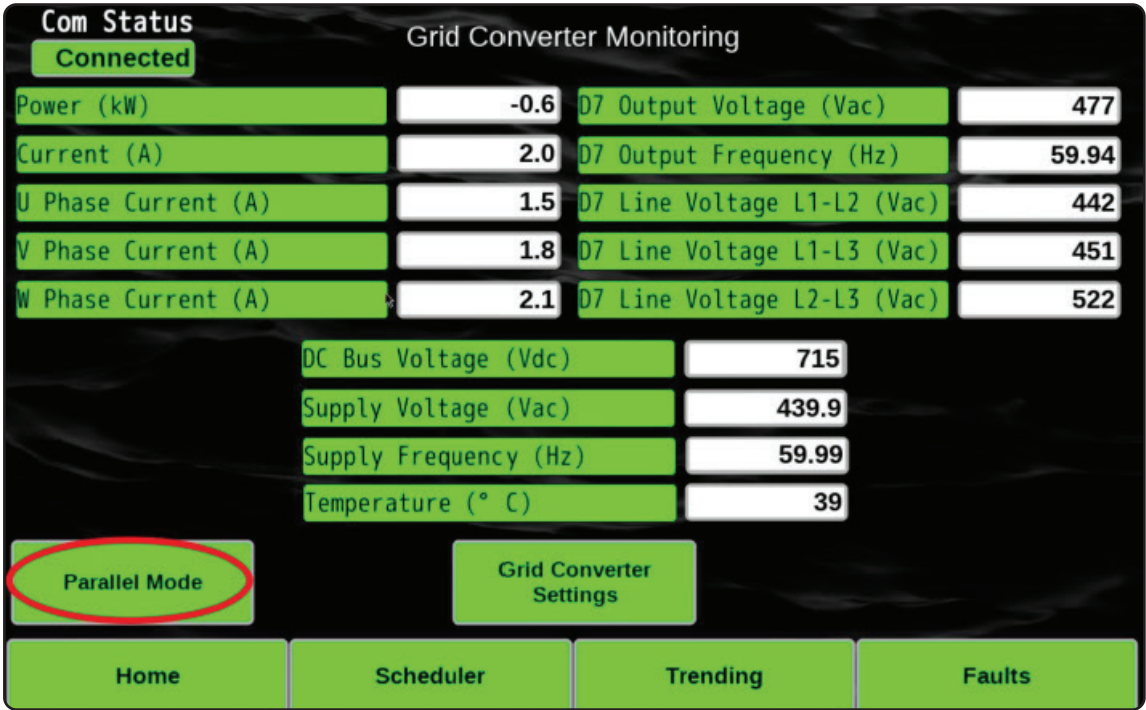 Com Status
Connected
Grid Converter Monitoring
Power (kW) -0.6 D7 Output Voltage (Vac) 477
Current (A) 2.0 D7 Output Frequency (Hz) 59.94
U Phase Current (A) 1.5 D7 Line Voltage L1-L2 (Vac) 442
V Phase Current (A) 1.8 D7 Line Voltage L1-L3 (Vac) 451
W Phase Current (A) 2.1 D7 Line Voltage L2-L3 (Vac) 522
DC Bus Voltage (Vdc) 715
Supply Voltage (Vac) 439.9
Supply Frequency (Hz) 59.99
Temperature (° C) 39
Parallel Mode
Grid Converter
Settings
Home Scheduler Trending Faults